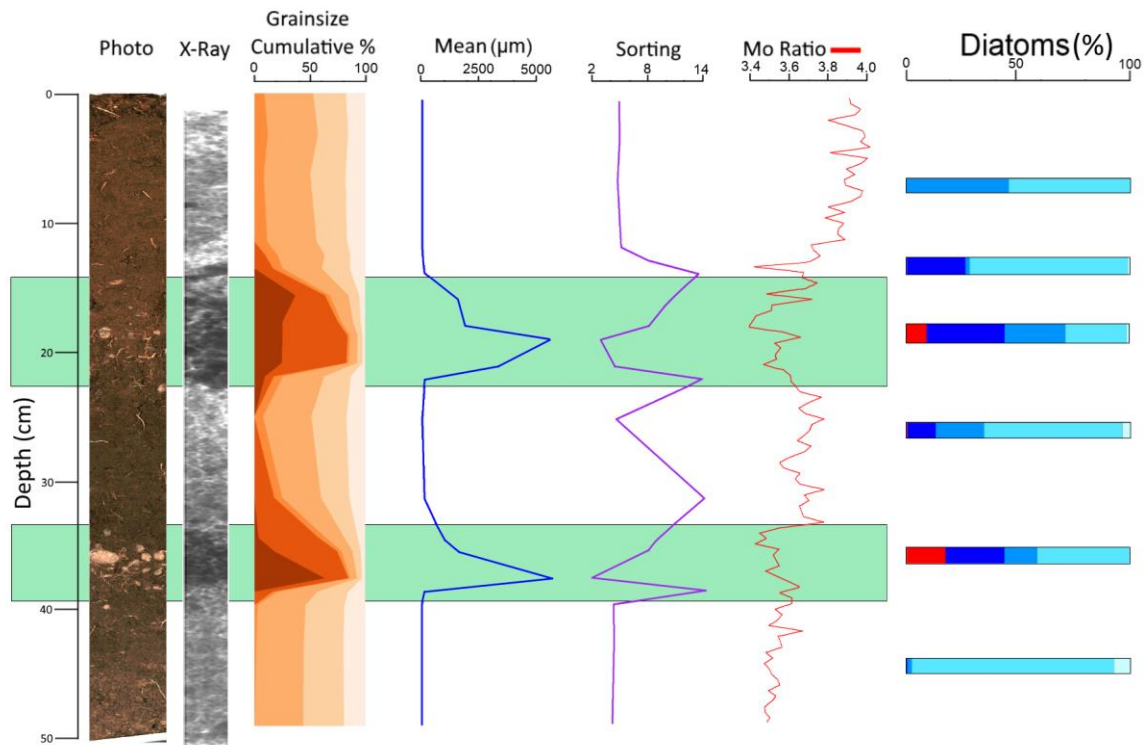 Photo
X-Ray
Grainsize
Cumulative %
0 50 100
Mean (µm)
0 2500 5000
Sorting
2 8 14
Mo Ratio
3.4 3.6 3.8 4.0
Diatoms(%)
0 50 100
Depth (cm)
0
10
20
30
40
50